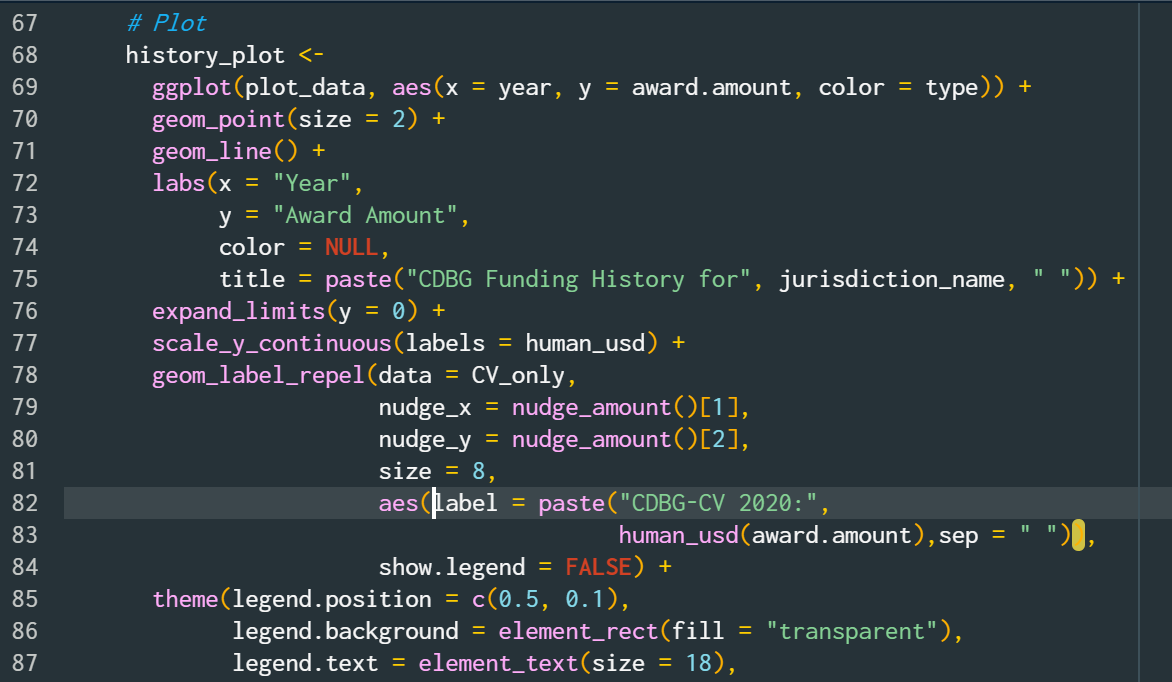 67 # Plot
68 history_plot <-
69 ggplot(plot_data, aes(x = year, y = award.amount, color = type)) +
70 geom_point(size = 2) +
71 geom_line() +
72 labs(x = "Year",
73 y = "Award Amount",
74 color = NULL,
75 title = paste("CDBG Funding History for", jurisdiction_name, " ")) +
76 expand_limits(y = 0) +
77 scale_y_continuous(labels = human_usd) +
78 geom_label_repel(data = CV_only,
79 nudge_x = nudge_amount()[1],
80 nudge_y = nudge_amount()[2],
81 size = 8,
82 aes(label = paste("CDBG-CV 2020:",
83 human_usd(award.amount),sep = " ")),
84 show.legend = FALSE) +
85 theme(legend.position = c(0.5, 0.1),
86 legend.background = element_rect(fill = "transparent"),
87 legend.text = element_text(size = 18),